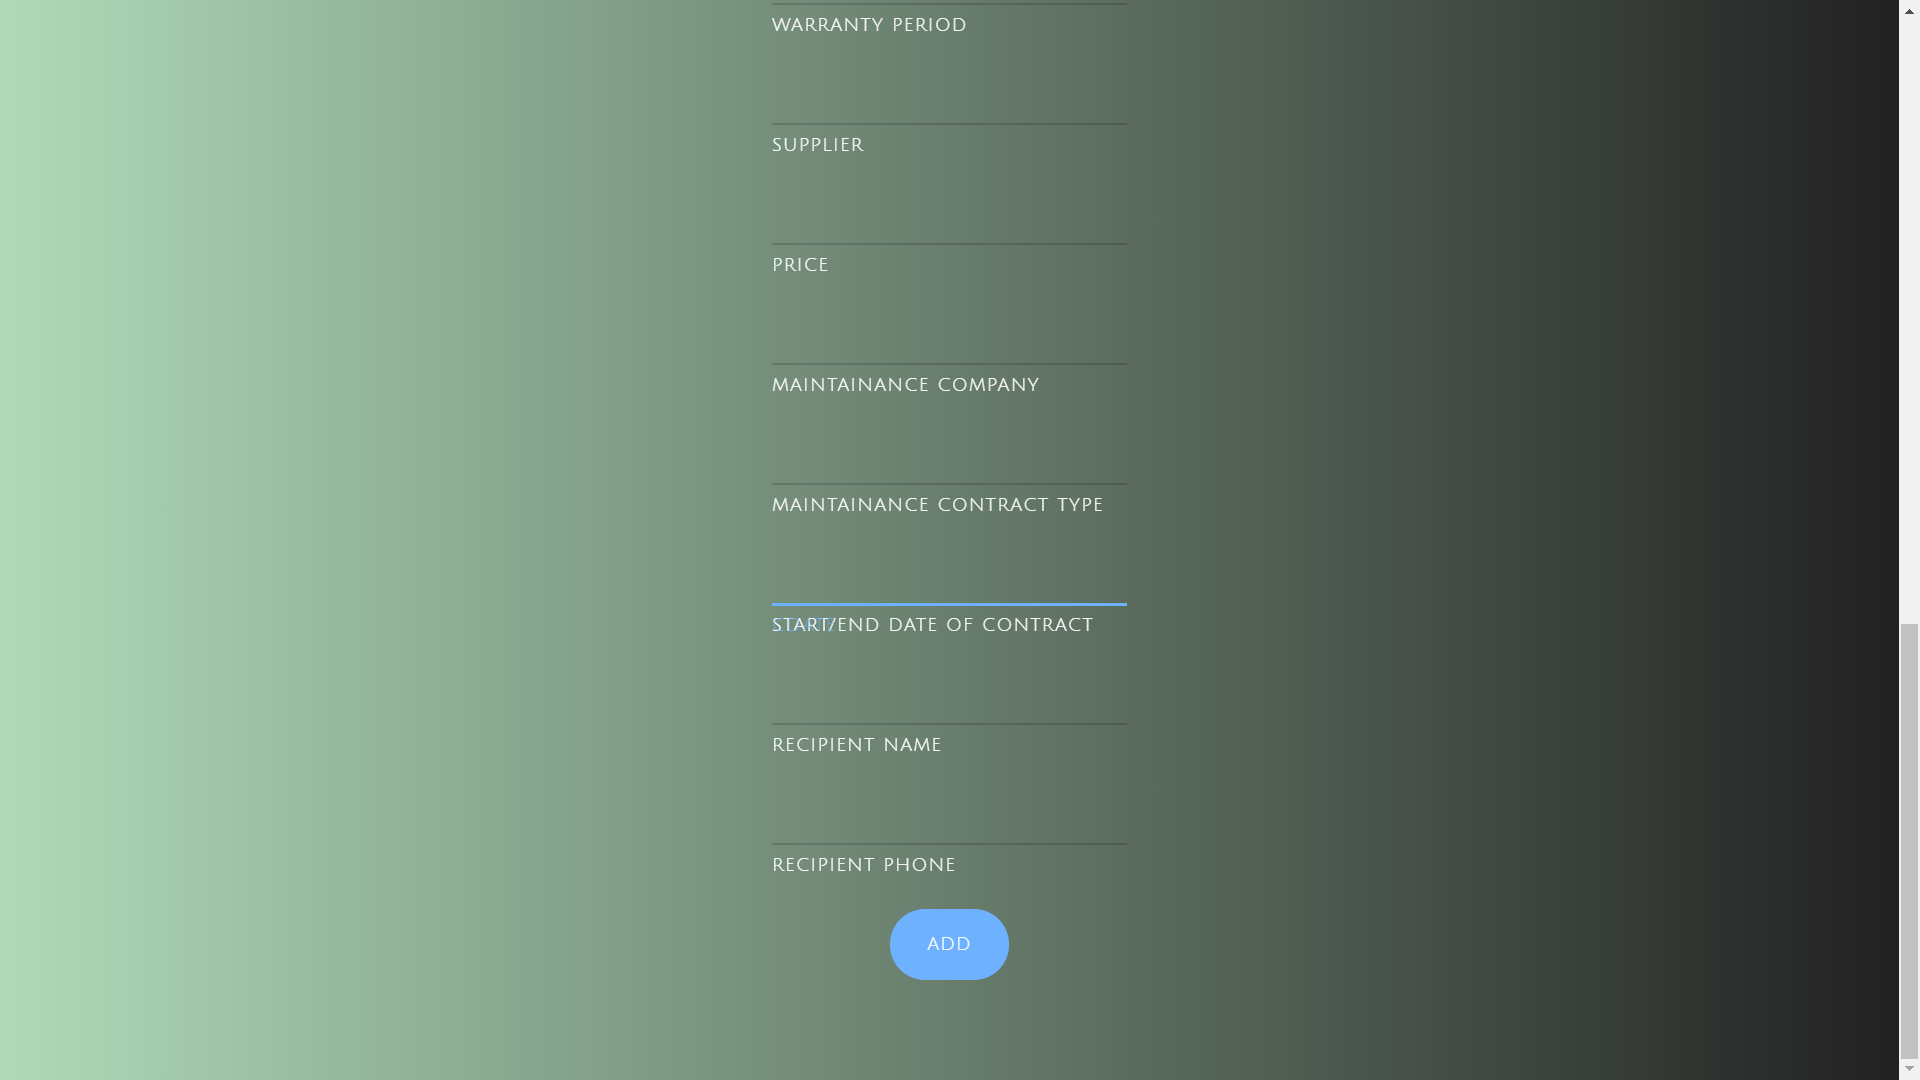 WARRANTY PERIOD
SUPPLIER
PRICE
MAINTAINANCE COMPANY
MAINTAINANCE CONTRACT TYPE
START/END DATE OF CONTRACT
RECIPIENT NAME
RECIPIENT PHONE
ADD